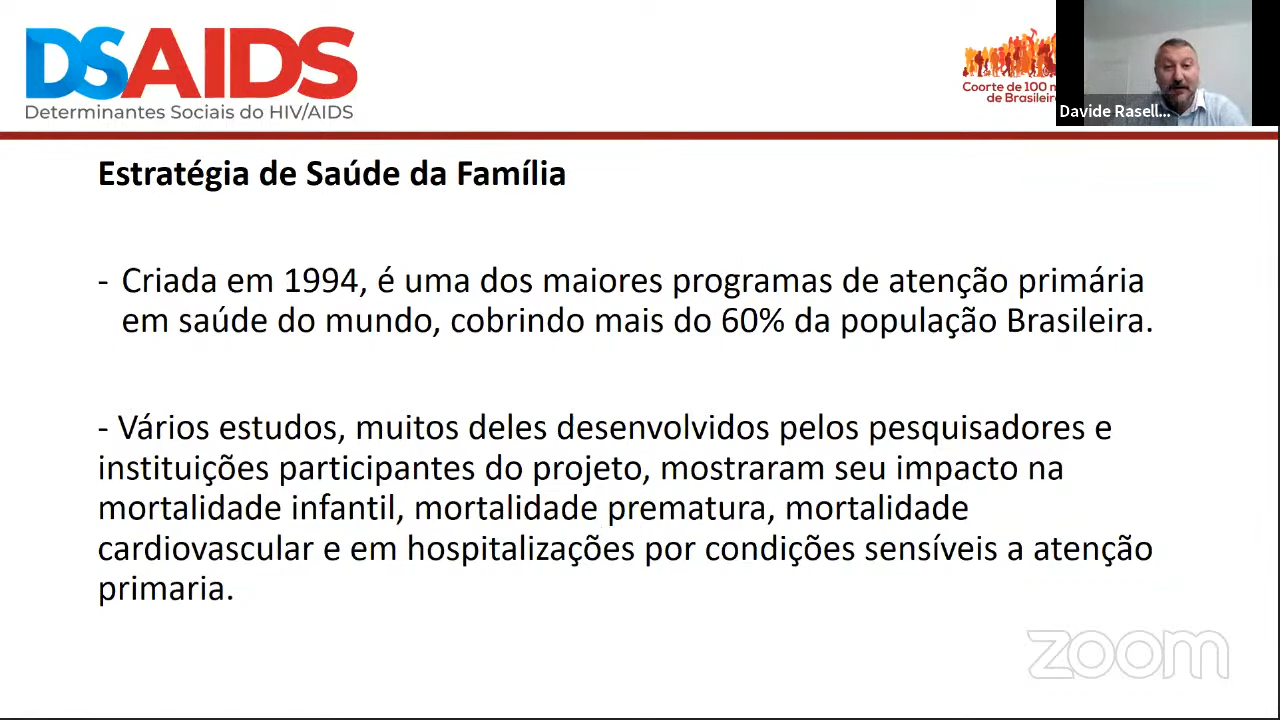 DSAIDS
Determinantes Sociais do HIV/AIDS
Coorte de 100 m
de Brasileir
Davide Rasell...
Estratégia de Saúde da Família
- Criada em 1994, é uma dos maiores programas de atenção primária
em saúde do mundo, cobrindo mais do 60% da população Brasileira.
- Vários estudos, muitos deles desenvolvidos pelos pesquisadores e
instituições participantes do projeto, mostraram seu impacto na
mortalidade infantil, mortalidade prematura, mortalidade
cardiovascular e em hospitalizações por condições sensíveis a atenção
primaria.
zoom